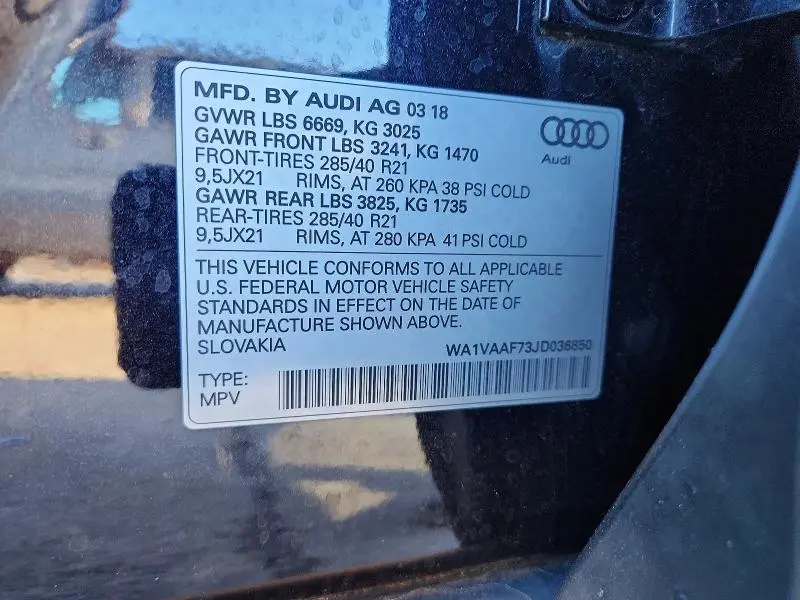 MFD. BY AUDI AG 03 18
GVWR LBS 6669, KG 3025
GAWR FRONT LBS 3241, KG 1470
FRONT-TIRES 285/40 R21
9,5JX21 RIMS, AT 260 KPA 38 PSI COLD
GAWR REAR LBS 3825, KG 1735
REAR-TIRES 285/40 R21
9,5JX21 RIMS, AT 280 KPA 41 PSI COLD
Audi
THIS VEHICLE CONFORMS TO ALL APPLICABLE
U.S. FEDERAL MOTOR VEHICLE SAFETY
STANDARDS IN EFFECT ON THE DATE OF
MANUFACTURE SHOWN ABOVE.
SLOVAKIA WA1VAAF73JD036850
TYPE:
MPV